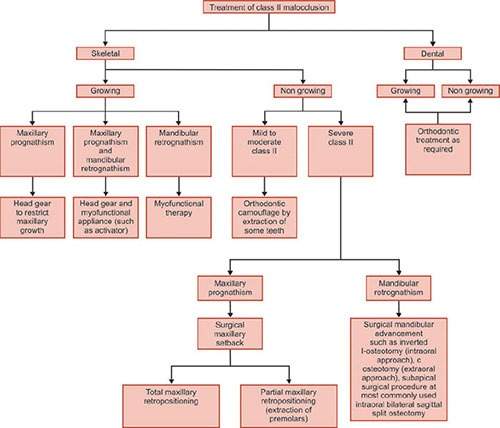 Treatment of class II malocclusion
Skeletal
Dental
Growing
Non growing
Growing
Non growing
Maxillary
prognathism
Maxillary
prognathism
and
mandibular
retrognathism
Mandibular
retrognathism
Mild to
moderate
class II
Severe
class II
Orthodontic
treatment as
required
Head gear
to restrict
maxillary
growth
Head gear and
myofunctional
appliance (such
as activator)
Myofunctional
therapy
Orthodontic
camouflage by
extraction of
some teeth
Maxillary
prognathism
Mandibular
retrognathism
Surgical
maxillary
setback
Surgical mandibular
advancement
such as inverted
l-osteotomy (intraoral
approach), c
osteotomy (extraoral
approach), subapical
surgical procedure at
most commonly used
intraoral bilateral sagittal
split osteotomy
Total maxillary
retropositioning
Partial maxillary
retropositioning
(extraction of
premolars)